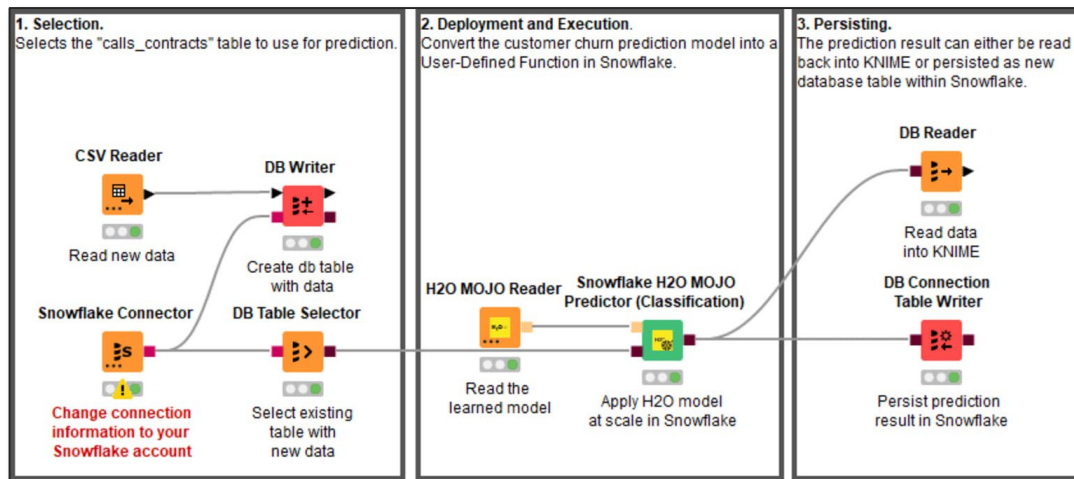 1. Selection.
Selects the "calls_contracts" table to use for prediction.
CSV Reader
DB Writer
Read new data
Create db table
with data
Snowflake Connector
S
DB Table Selector
Change connection
information to your
Snowflake account
Select existing
table with
new data
2. Deployment and Execution.
Convert the customer churn prediction model into a
User-Defined Function in Snowflake.
H2O MOJO Reader
Snowflake H2O MOJO
Predictor (Classification)
Read the
learned model
Apply H2O model
at scale in Snowflake
3. Persisting.
The prediction result can either be read
back into KNIME or persisted as new
database table within Snowflake.
DB Reader
Read data
into KNIME
DB Connection
Table Writer
Persist prediction
result in Snowflake